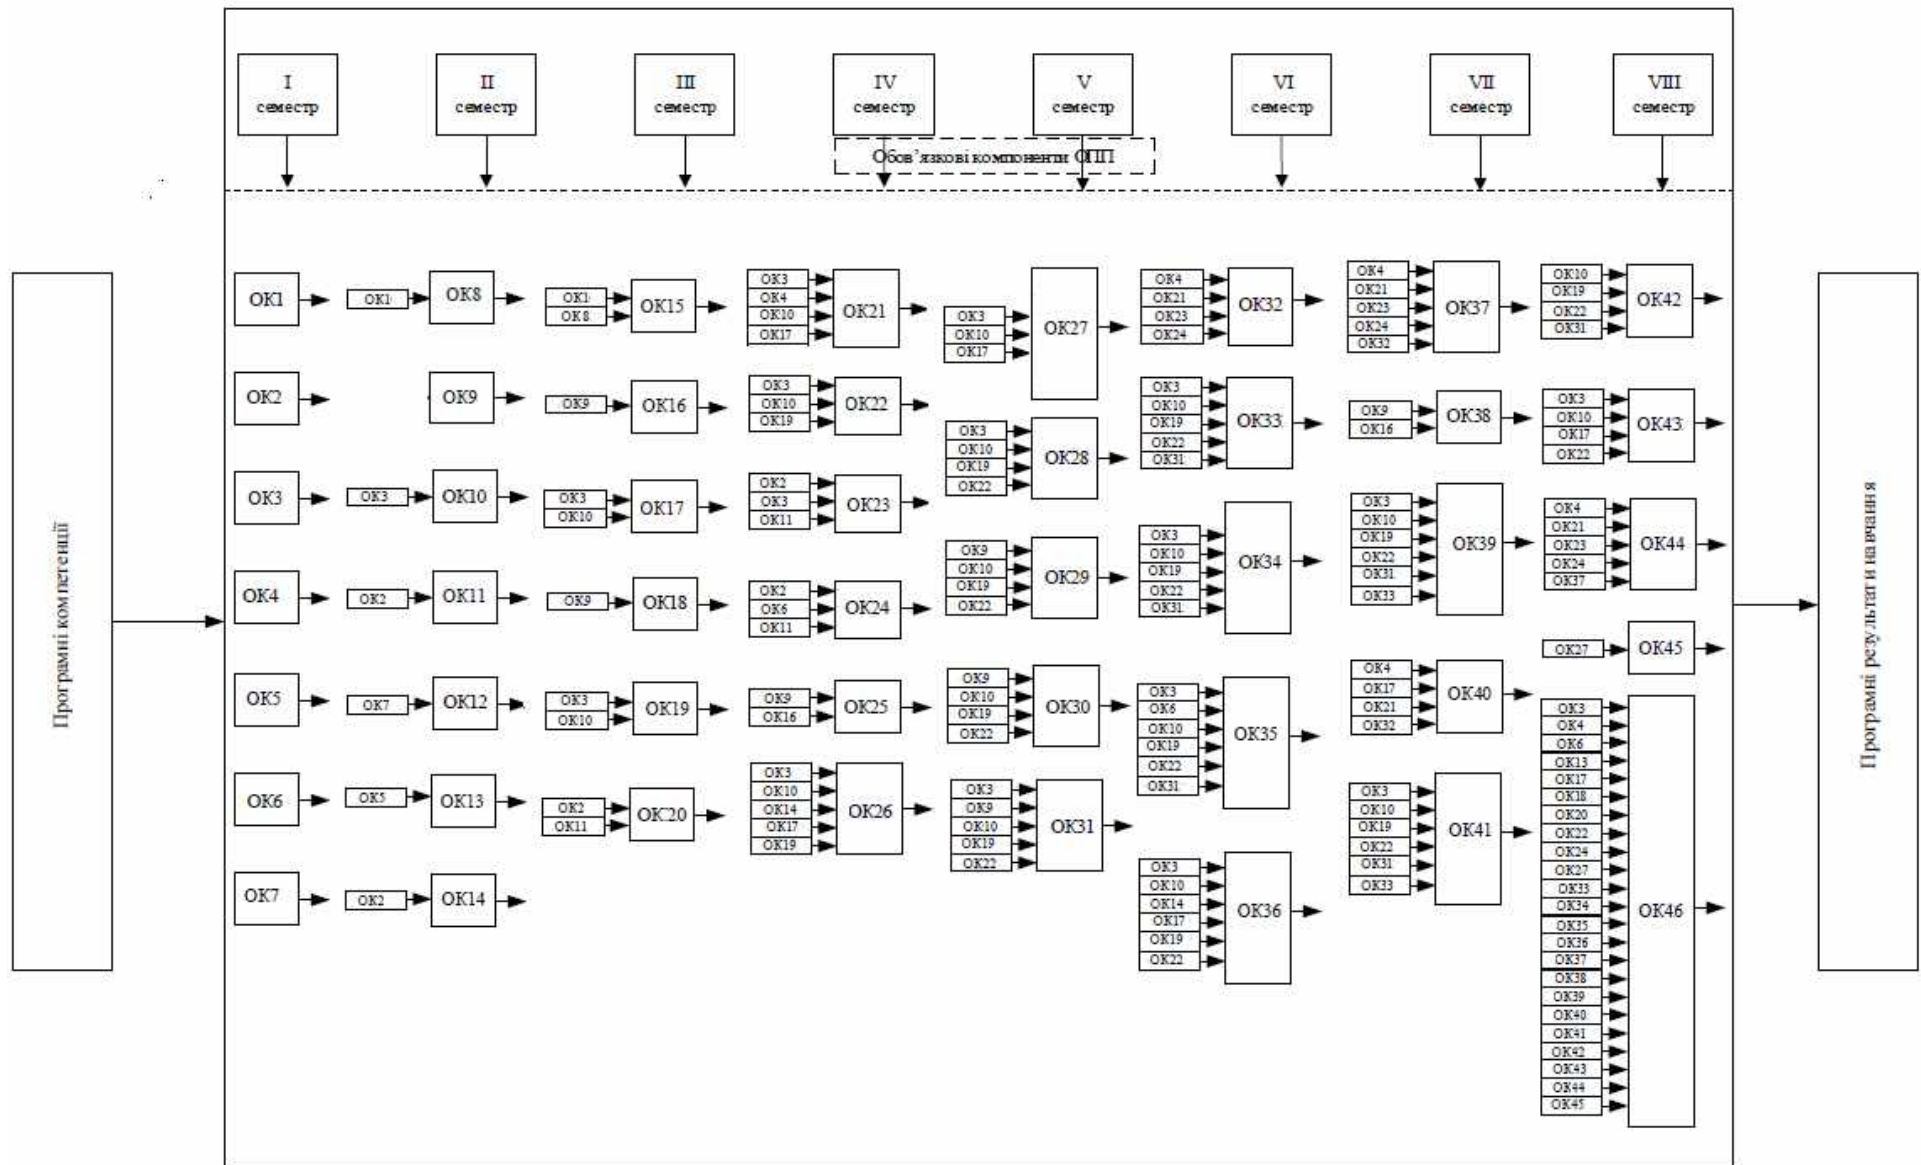 I
семестр
II
семестр
III
семестр
IV
семестр
V
семестр
VI
семестр
VII
семестр
VIII
семестр
Обов’язкові компоненти ОПП
Програмні компетенції
ОК1
ОК2
ОК3
ОК4
ОК5
ОК6
ОК7
ОК1
ОК8
ОК9
ОК3
ОК10
ОК2
ОК11
ОК7
ОК12
ОК5
ОК13
ОК2
ОК14
ОК1
ОК8
ОК15
ОК9
ОК16
ОК3
ОК10
ОК17
ОК9
ОК18
ОК3
ОК10
ОК19
ОК2
ОК11
ОК20
ОК3
ОК4
ОК10
ОК17
ОК21
ОК3
ОК10
ОК19
ОК22
ОК2
ОК3
ОК11
ОК23
ОК2
ОК6
ОК11
ОК24
ОК9
ОК16
ОК25
ОК3
ОК10
ОК14
ОК17
ОК19
ОК26
ОК3
ОК10
ОК17
ОК27
ОК3
ОК10
ОК19
ОК22
ОК28
ОК9
ОК10
ОК19
ОК22
ОК29
ОК9
ОК10
ОК19
ОК22
ОК30
ОК3
ОК9
ОК10
ОК19
ОК22
ОК31
ОК4
ОК21
ОК23
ОК24
ОК32
ОК3
ОК10
ОК19
ОК22
ОК31
ОК33
ОК3
ОК10
ОК19
ОК22
ОК31
ОК34
ОК3
ОК6
ОК10
ОК19
ОК22
ОК31
ОК35
ОК3
ОК10
ОК14
ОК17
ОК19
ОК22
ОК36
ОК4
ОК21
ОК23
ОК24
ОК32
ОК37
ОК9
ОК16
ОК38
ОК3
ОК10
ОК19
ОК22
ОК31
ОК33
ОК39
ОК4
ОК17
ОК21
ОК32
ОК40
ОК3
ОК10
ОК19
ОК22
ОК31
ОК33
ОК41
ОК10
ОК19
ОК22
ОК31
ОК42
ОК3
ОК10
ОК17
ОК22
ОК43
ОК4
ОК21
ОК23
ОК24
ОК37
ОК44
ОК27
ОК45
ОК3
ОК4
ОК6
ОК13
ОК17
ОК18
ОК20
ОК22
ОК24
ОК27
ОК33
ОК34
ОК35
ОК36
ОК37
ОК38
ОК39
ОК40
ОК41
ОК42
ОК43
ОК44
ОК45
ОК46
Програмні результати навчання